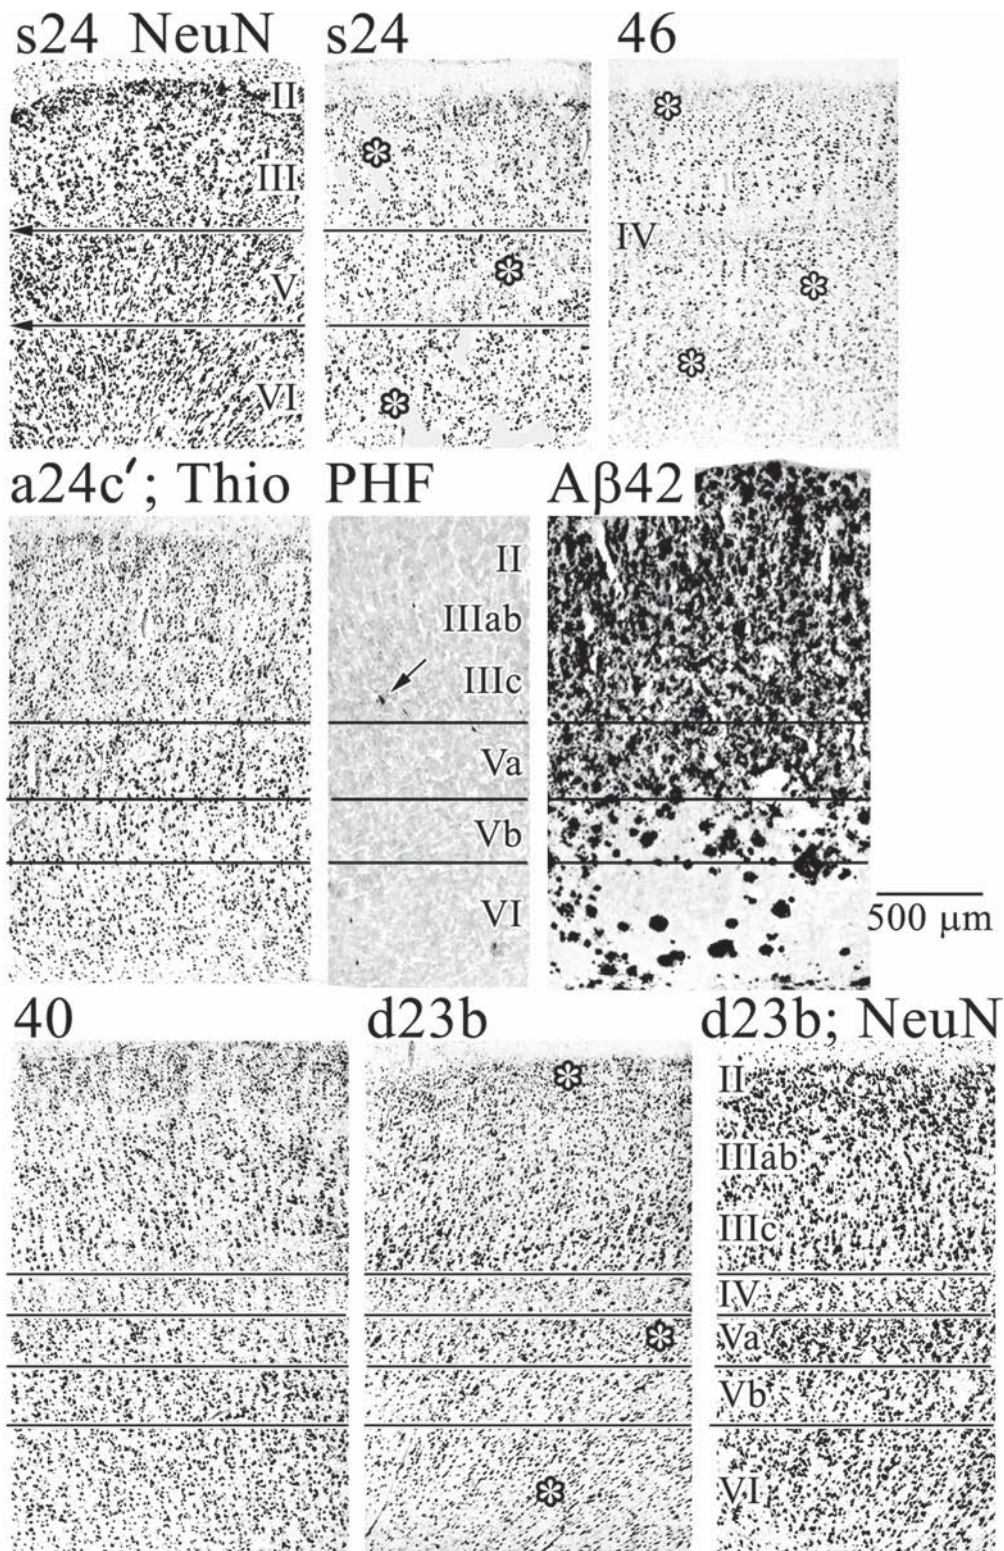 s24 NeuN
s24
46
II
III
V
VI
IV
a24c′; Thio
PHF
Aβ42
II
IIIab
IIIc
Va
Vb
VI
500 μm
40
d23b
d23b; NeuN
II
IIIab
IIIc
IV
Va
Vb
VI